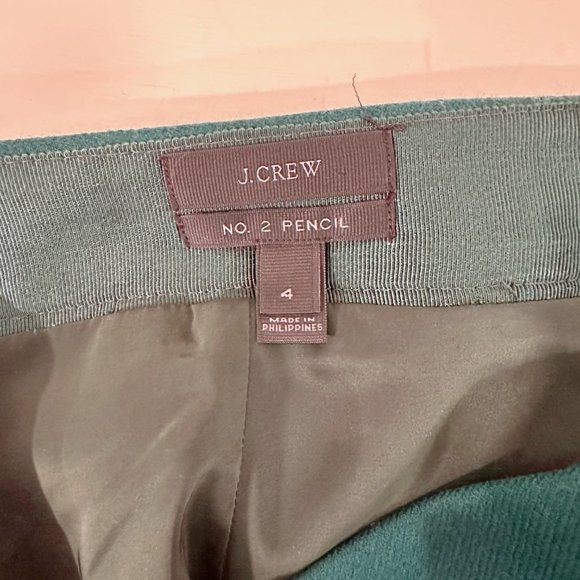 J.CREW
NO. 2 PENCIL
4
MADE IN
PHILIPPINES